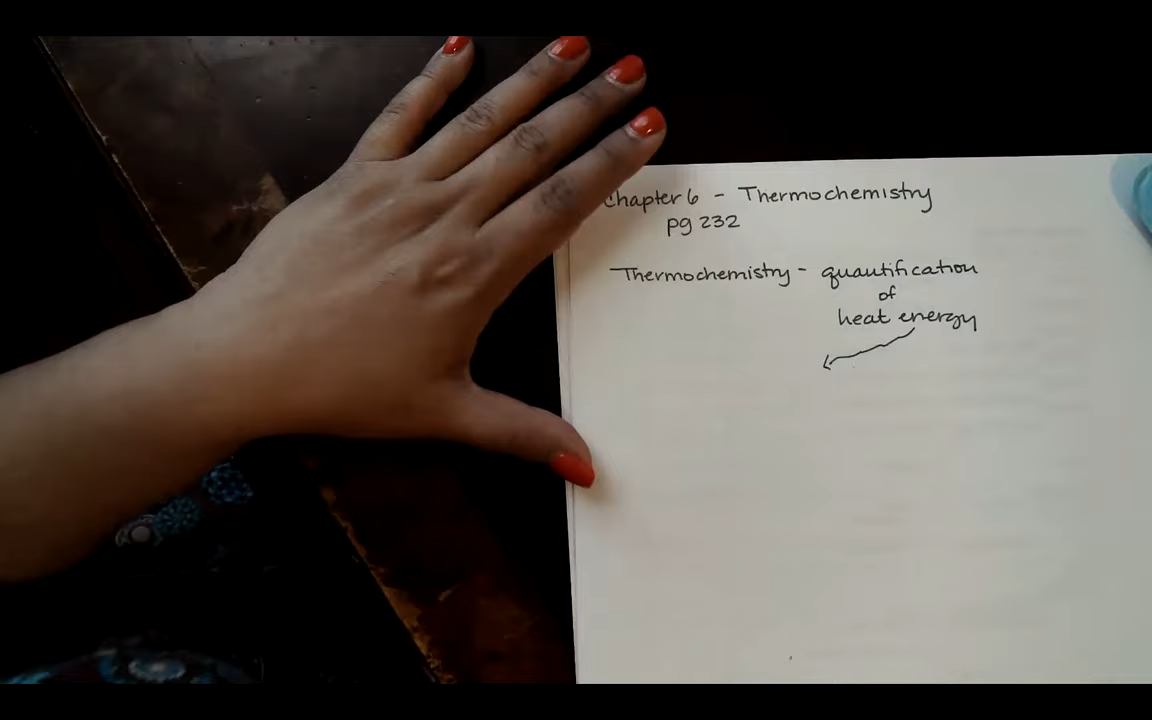 Chapter 6 - Thermochemistry
pg 232
Thermochemistry - quantification
of
heat energy